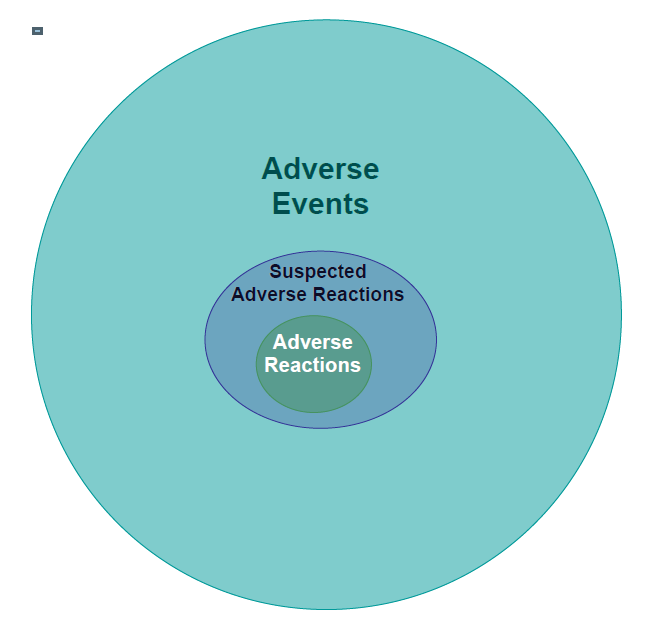 Adverse
Events
Suspected
Adverse Reactions
Adverse
Reactions